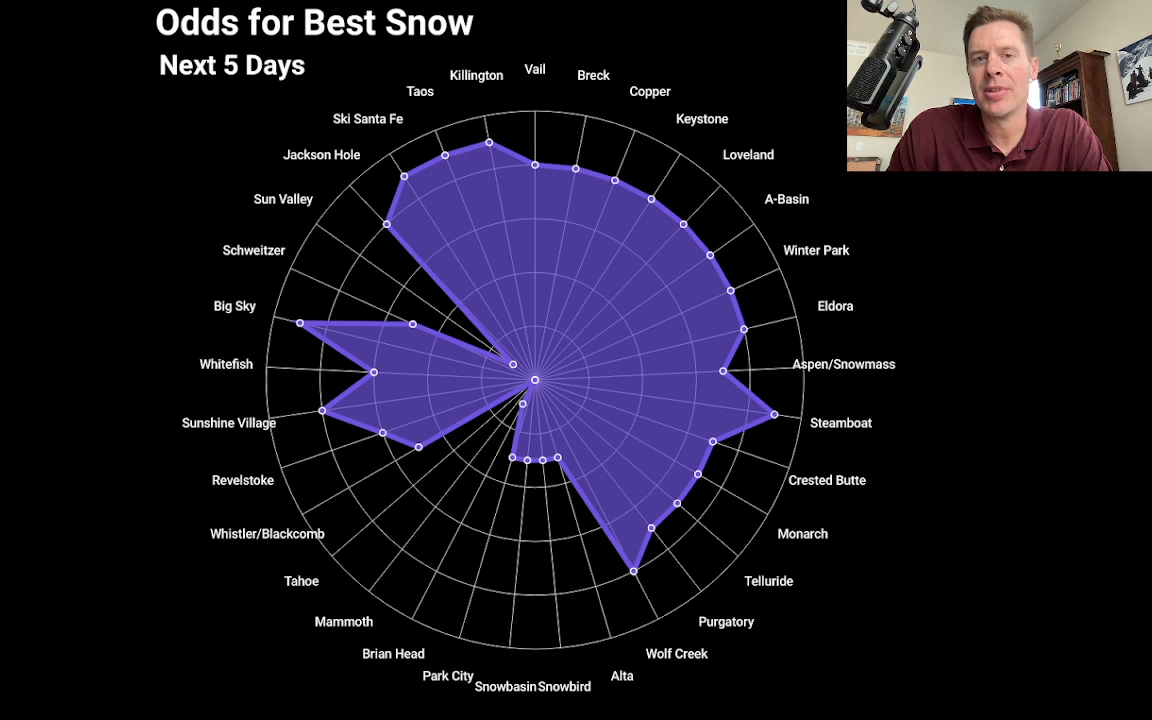 Odds for Best Snow
Next 5 Days
Vail
Breck
Copper
Keystone
Loveland
A-Basin
Winter Park
Eldora
Aspen/Snowmass
Steamboat
Crested Butte
Monarch
Telluride
Purgatory
Wolf Creek
Alta
Snowbird
Snowbasin
Park City
Brian Head
Mammoth
Tahoe
Whistler/Blackcomb
Revelstoke
Sunshine Village
Whitefish
Big Sky
Schweitzer
Sun Valley
Jackson Hole
Ski Santa Fe
Taos
Killington